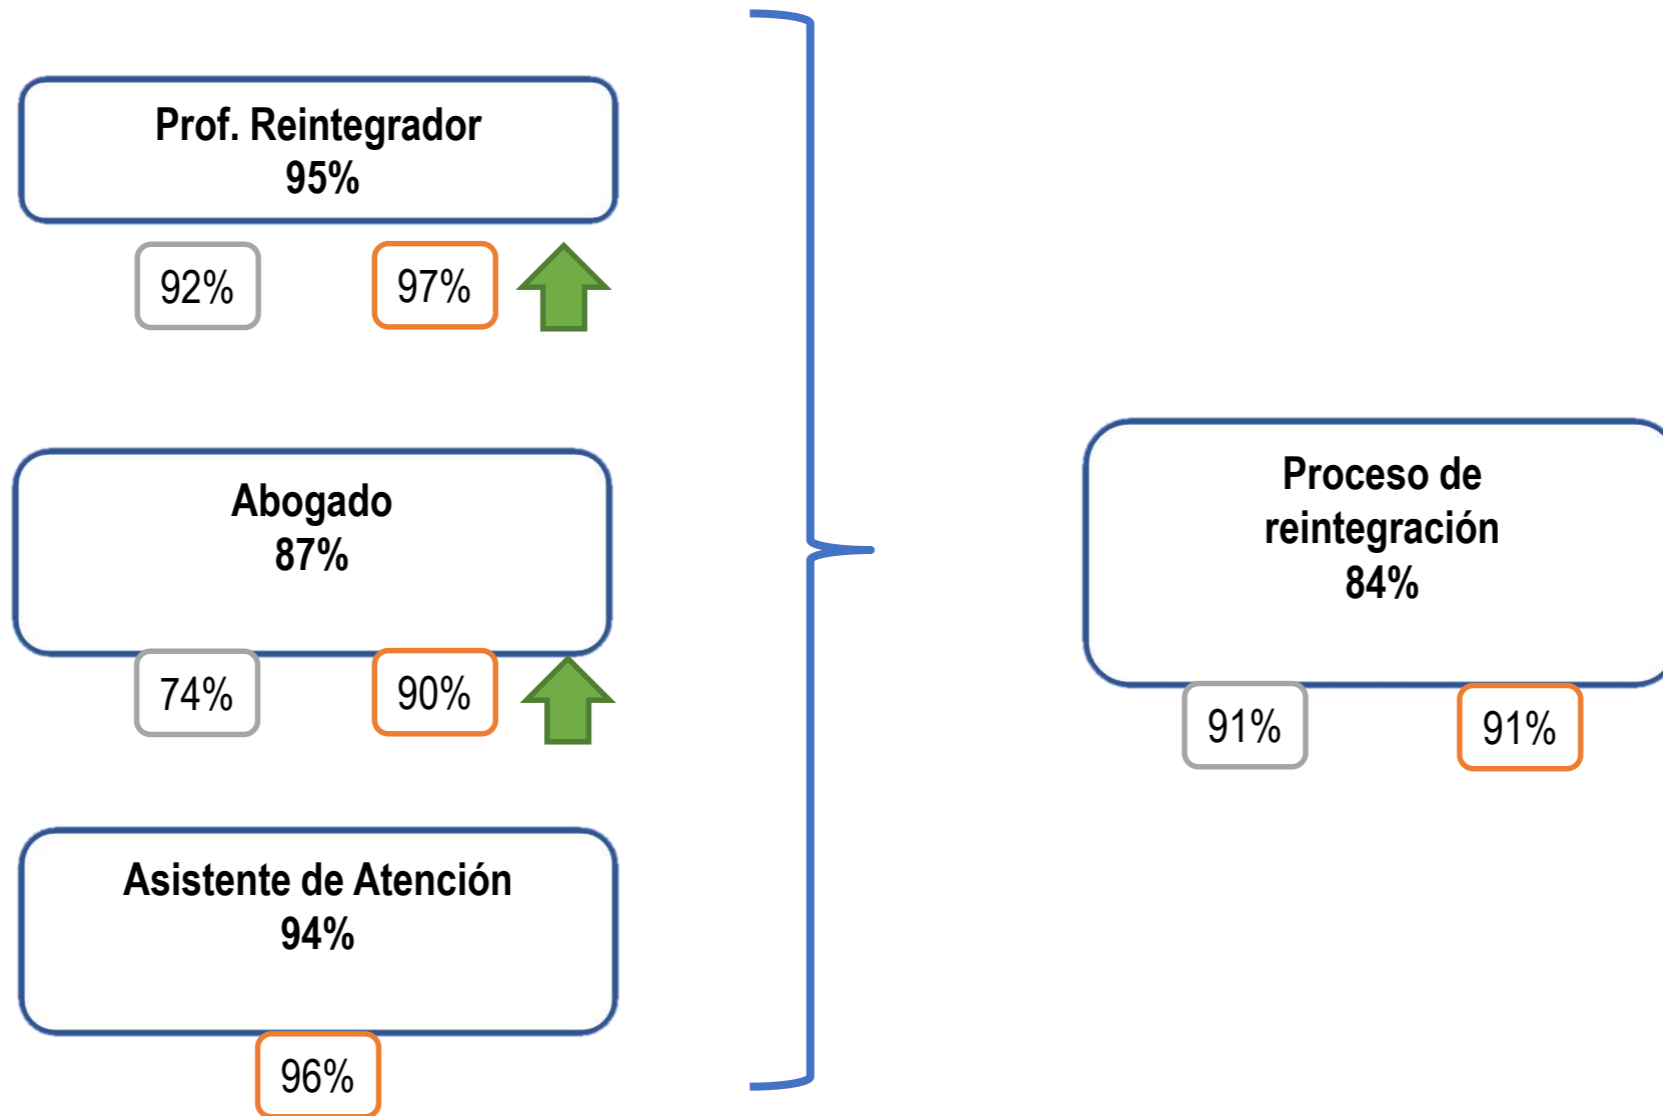 Prof. Reintegrador
95%
92%
97%
Abogado
87%
74%
90%
Asistente de Atención
94%
96%
Proceso de
reintegración
84%
91%
91%